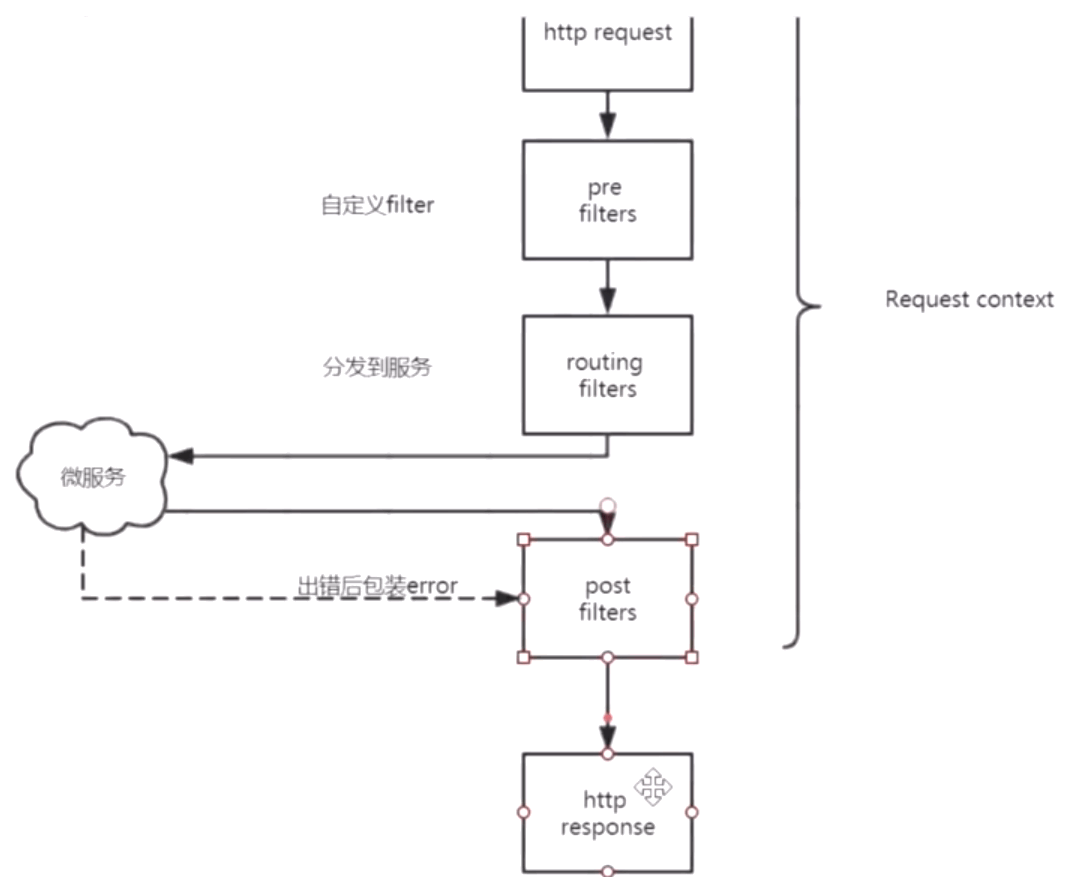 http request
自定义filter
pre
filters
Request context
分发到服务
routing
filters
微服务
出错后包装error
post
filters
http
response